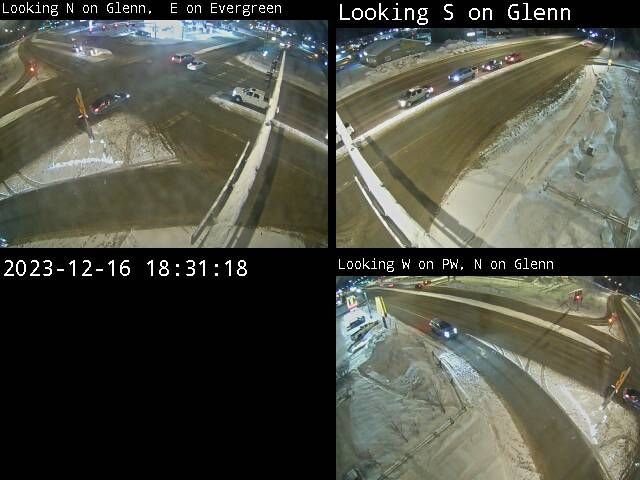 Looking N on Glenn, E on Evergreen
Looking S on Glenn
2023-12-16 18:31:18
Looking W on PW, N on Glenn